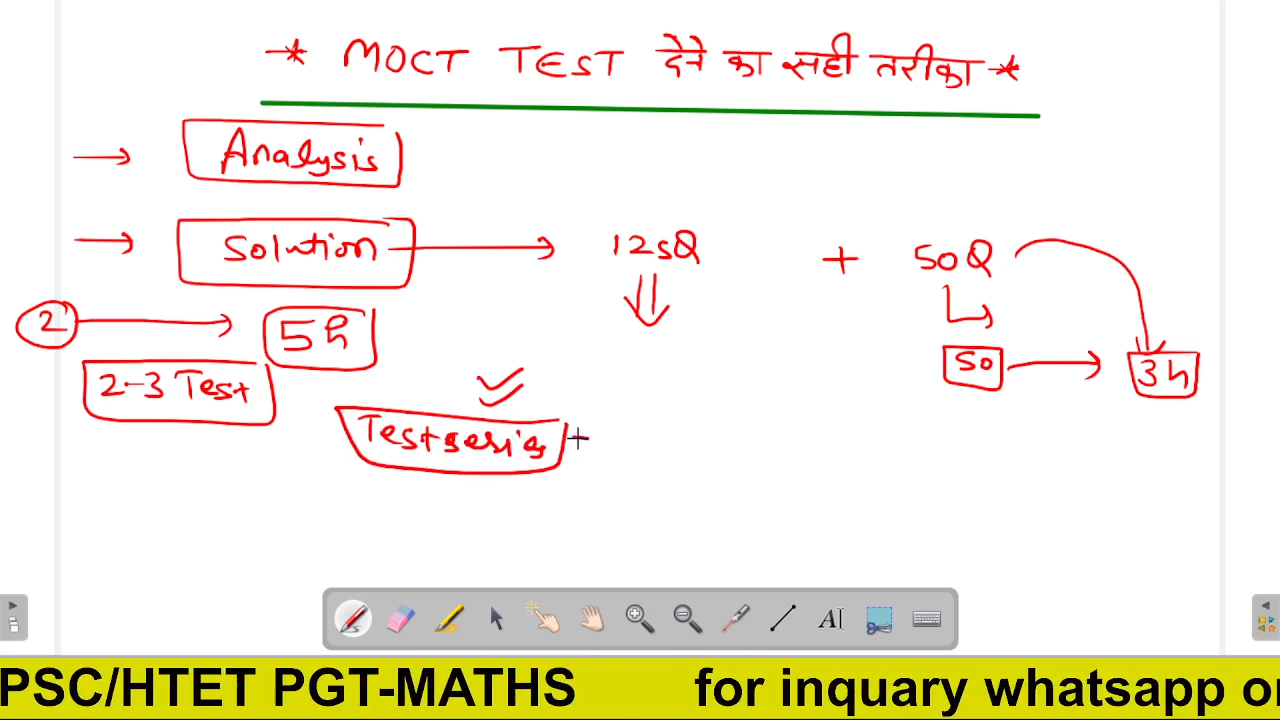 * MOCT TEST देने का सही तरीका *
→ Analysis
→ Solution → 125Q + 50Q
2 → 5h
50 → 3h
2-3 Test
Testseries
PSC/HTET PGT-MATHS for inquary whatsapp or